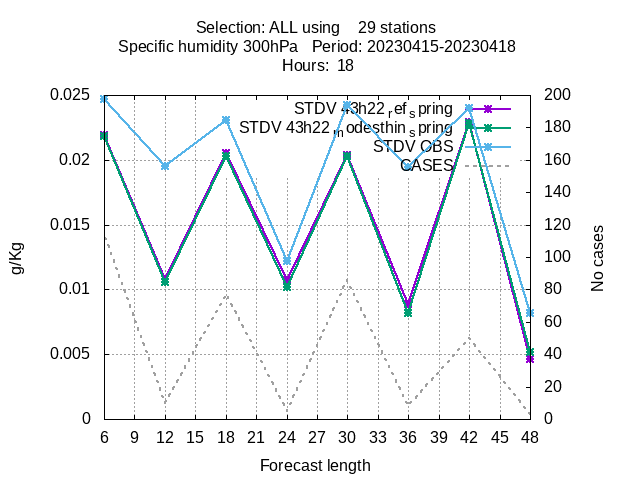 Selection: ALL using    29 stations
Specific humidity 300hPa   Period: 20230415-20230418
Hours:  18
STDV 43h22_ref_spring
STDV 43h22_modesthin_spring
STDV OBS
CASES
0.025
0.02
0.015
0.01
0.005
0
200
180
160
140
120
100
80
60
40
20
0
g/Kg
No cases
6 9 12 15 18 21 24 27 30 33 36 39 42 45 48
Forecast length